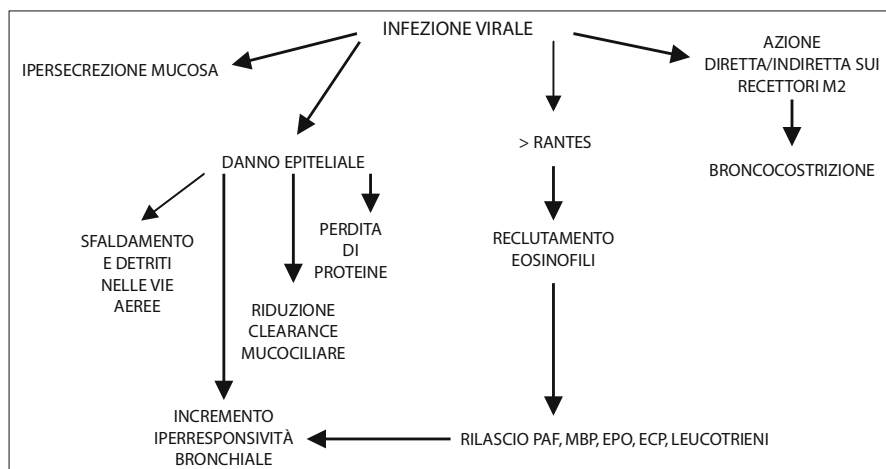 INFEZIONE VIRALE
IPERSECREZIONE MUCOSA
AZIONE
DIRETTA/INDIRETTA SUI
RECETTORI M2
> RANTES
DANNO EPITELIALE
BRONCOCOSTRIZIONE
SFALDAMENTO
E DETRITI
NELLE VIE
AEREE
PERDITA
DI
PROTEINE
RECLUTAMENTO
EOSINOFILI
RIDUZIONE
CLEARANCE
MUCOCILIARE
INCREMENTO
IPERRESPONSIVITÀ
BRONCHIALE
RILASCIO PAF, MBP, EPO, ECP, LEUCOTRIENI